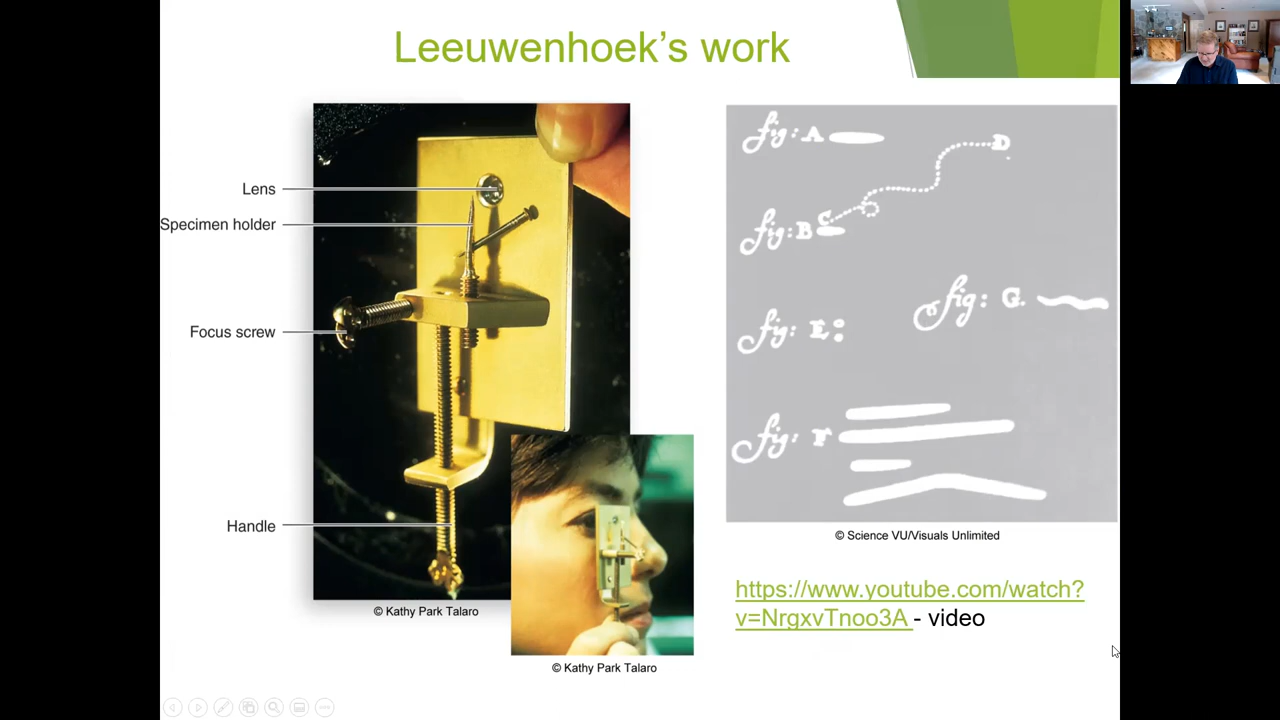 Leeuwenhoek's work
Lens
Specimen holder
Focus screw
Handle
© Kathy Park Talaro
© Kathy Park Talaro
fig: A
D
C
fig: B
fig: G.
fig: E
fig: F
© Science VU/Visuals Unlimited
https://www.youtube.com/watch?
v=NrgxvTnoo3A - video